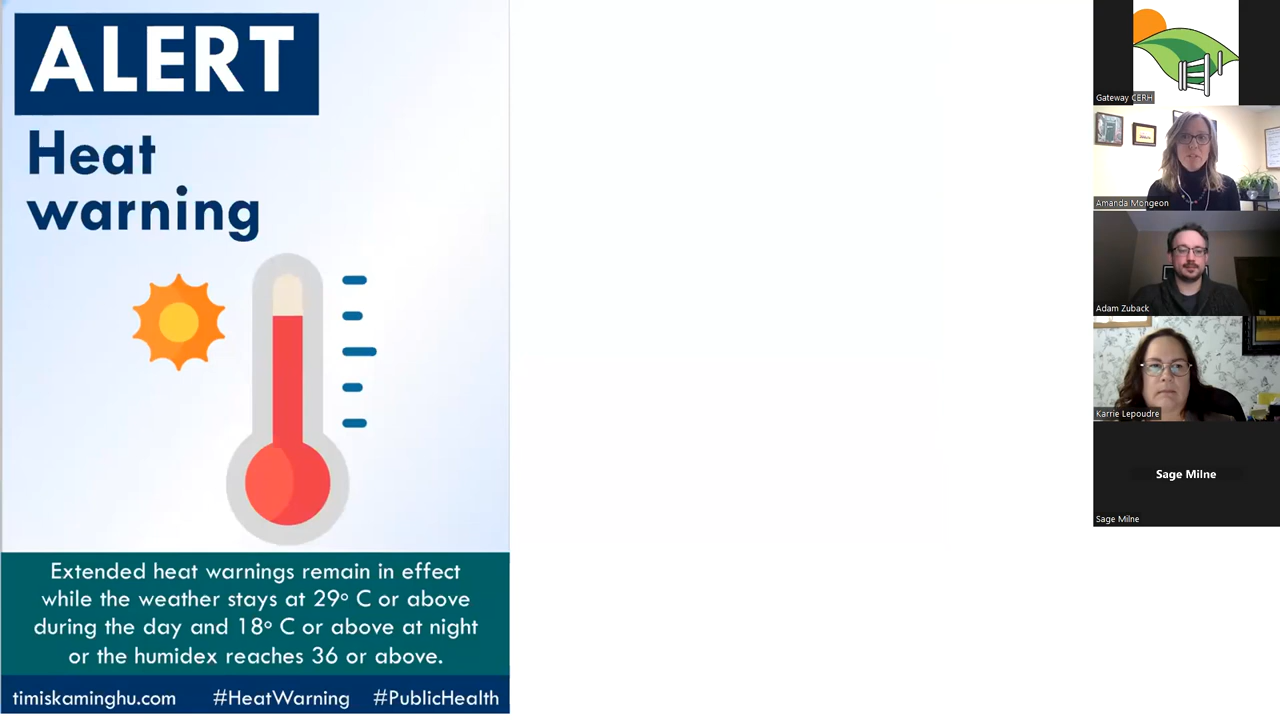 ALERT
Heat
warning
Extended heat warnings remain in effect
while the weather stays at 29º C or above
during the day and 18º C or above at night
or the humidex reaches 36 or above.
timiskaminghu.com #HeatWarning #PublicHealth
Gateway CERH
Amanda Mongeon
Adam Zuback
Karrie Lepoudre
Sage Milne
Sage Milne